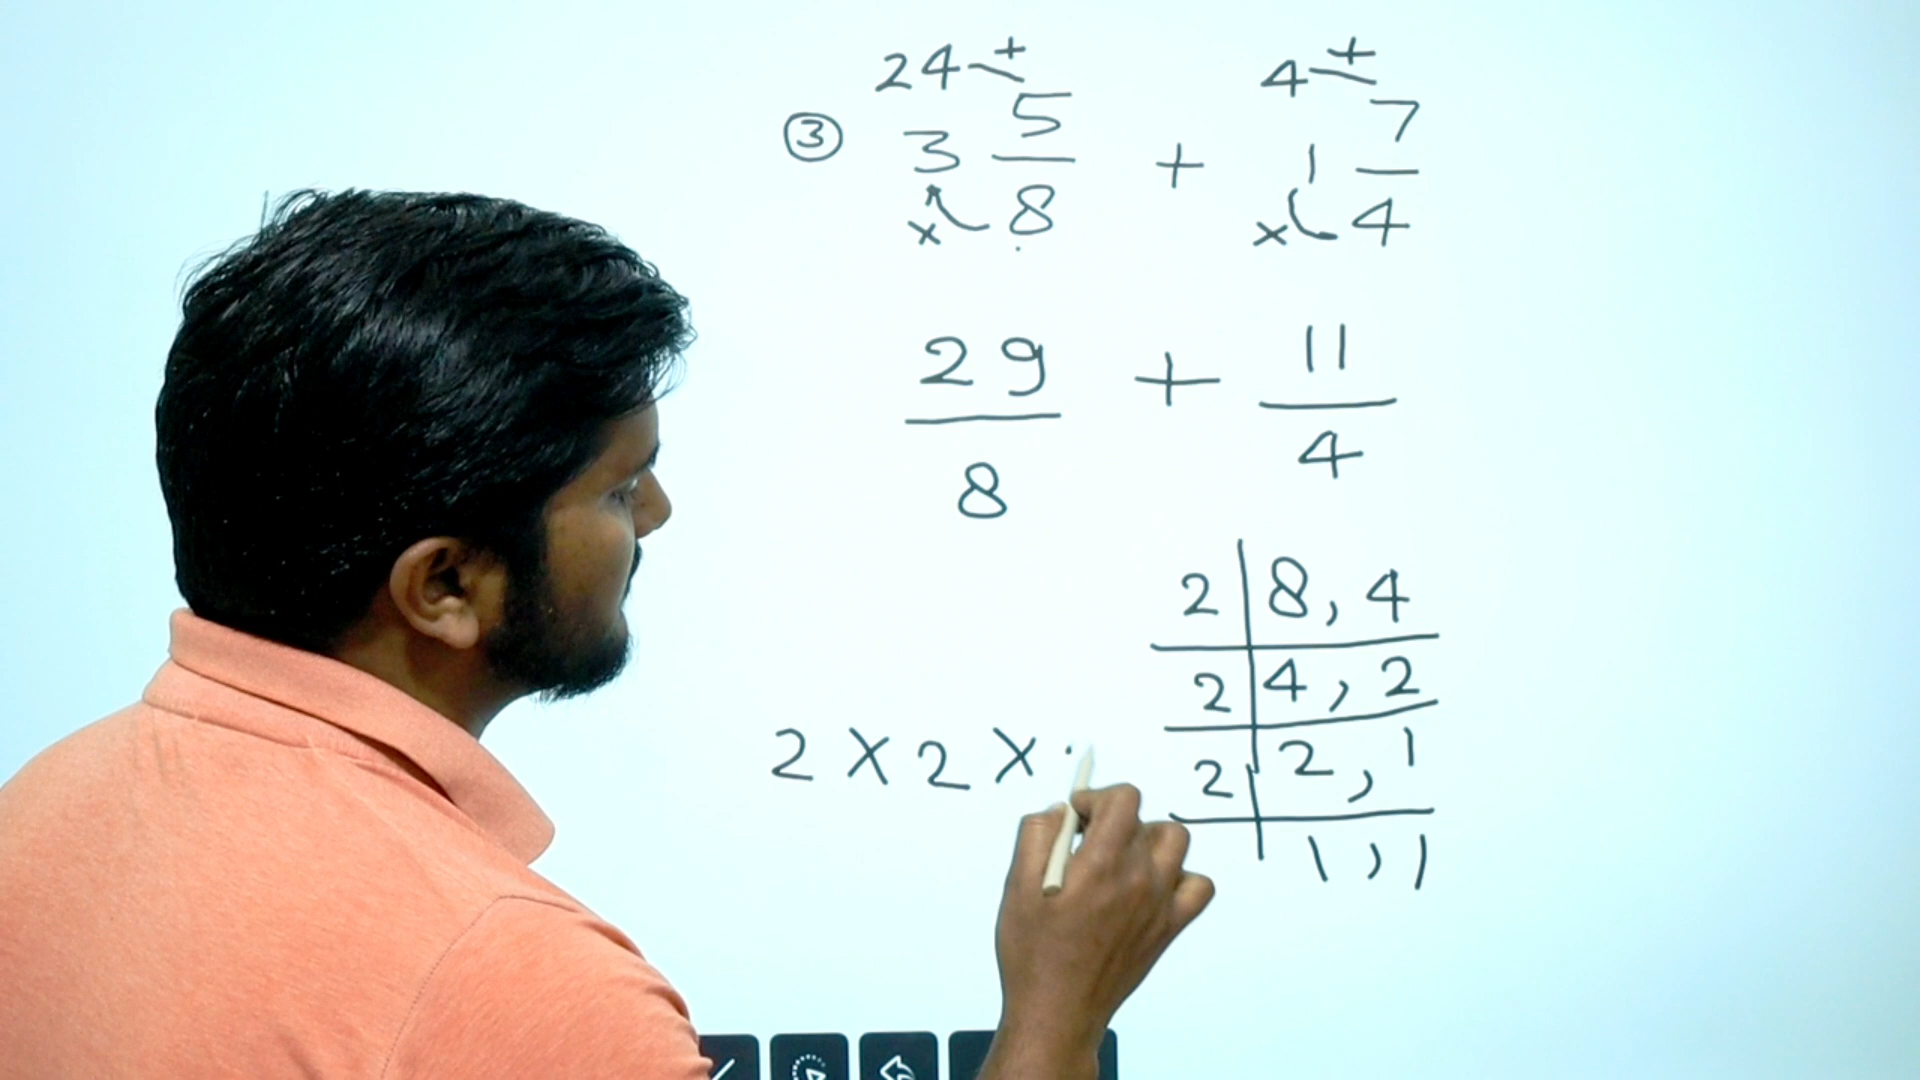 24 + 4 +
③ 3 5/8 + 1 7/4
× ×
29/8 + 11/4
2 | 8, 4
2 | 4, 2
2 | 2, 1
1, 1
2 × 2 ×